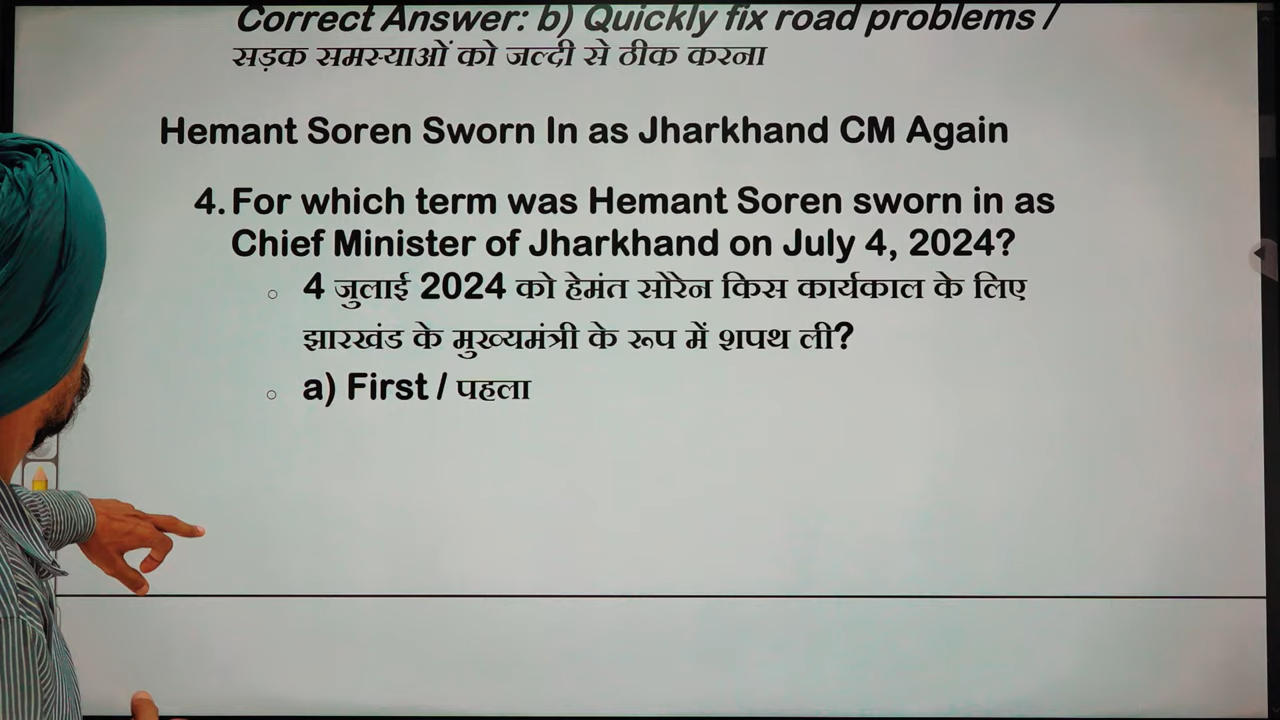 Correct Answer: b) Quickly fix road problems /
सड़क समस्याओं को जल्दी से ठीक करना
Hemant Soren Sworn In as Jharkhand CM Again
4. For which term was Hemant Soren sworn in as
Chief Minister of Jharkhand on July 4, 2024?
○ 4 जुलाई 2024 को हेमंत सोरेन किस कार्यकाल के लिए
झारखंड के मुख्यमंत्री के रूप में शपथ ली?
○ a) First / पहला